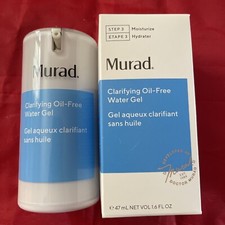 Murad.
Clarifying Oil-Free
Water Gel
Gel aqueux clarifiant
sans huile
STEP 3 Moisturize
ETAPE 3 Hydrater
Murad.
Clarifying Oil-Free
Water Gel
Gel aqueux clarifiant
sans huile
e 47 mL NET WT. 1.6 FL. OZ.